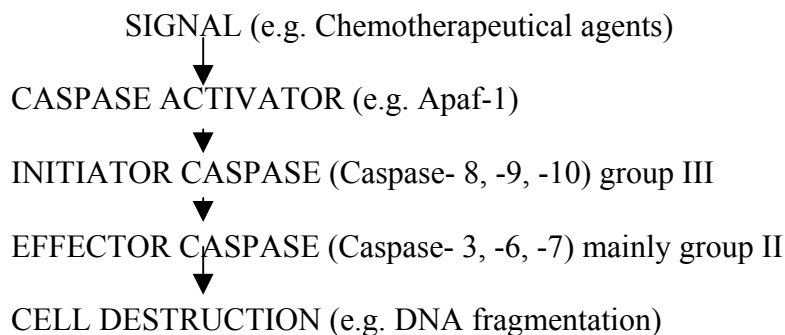 SIGNAL (e.g. Chemotherapeutical agents)
CASPASE ACTIVATOR (e.g. Apaf-1)
INITIATOR CASPASE (Caspase- 8, -9, -10) group III
EFFECTOR CASPASE (Caspase- 3, -6, -7) mainly group II
CELL DESTRUCTION (e.g. DNA fragmentation)